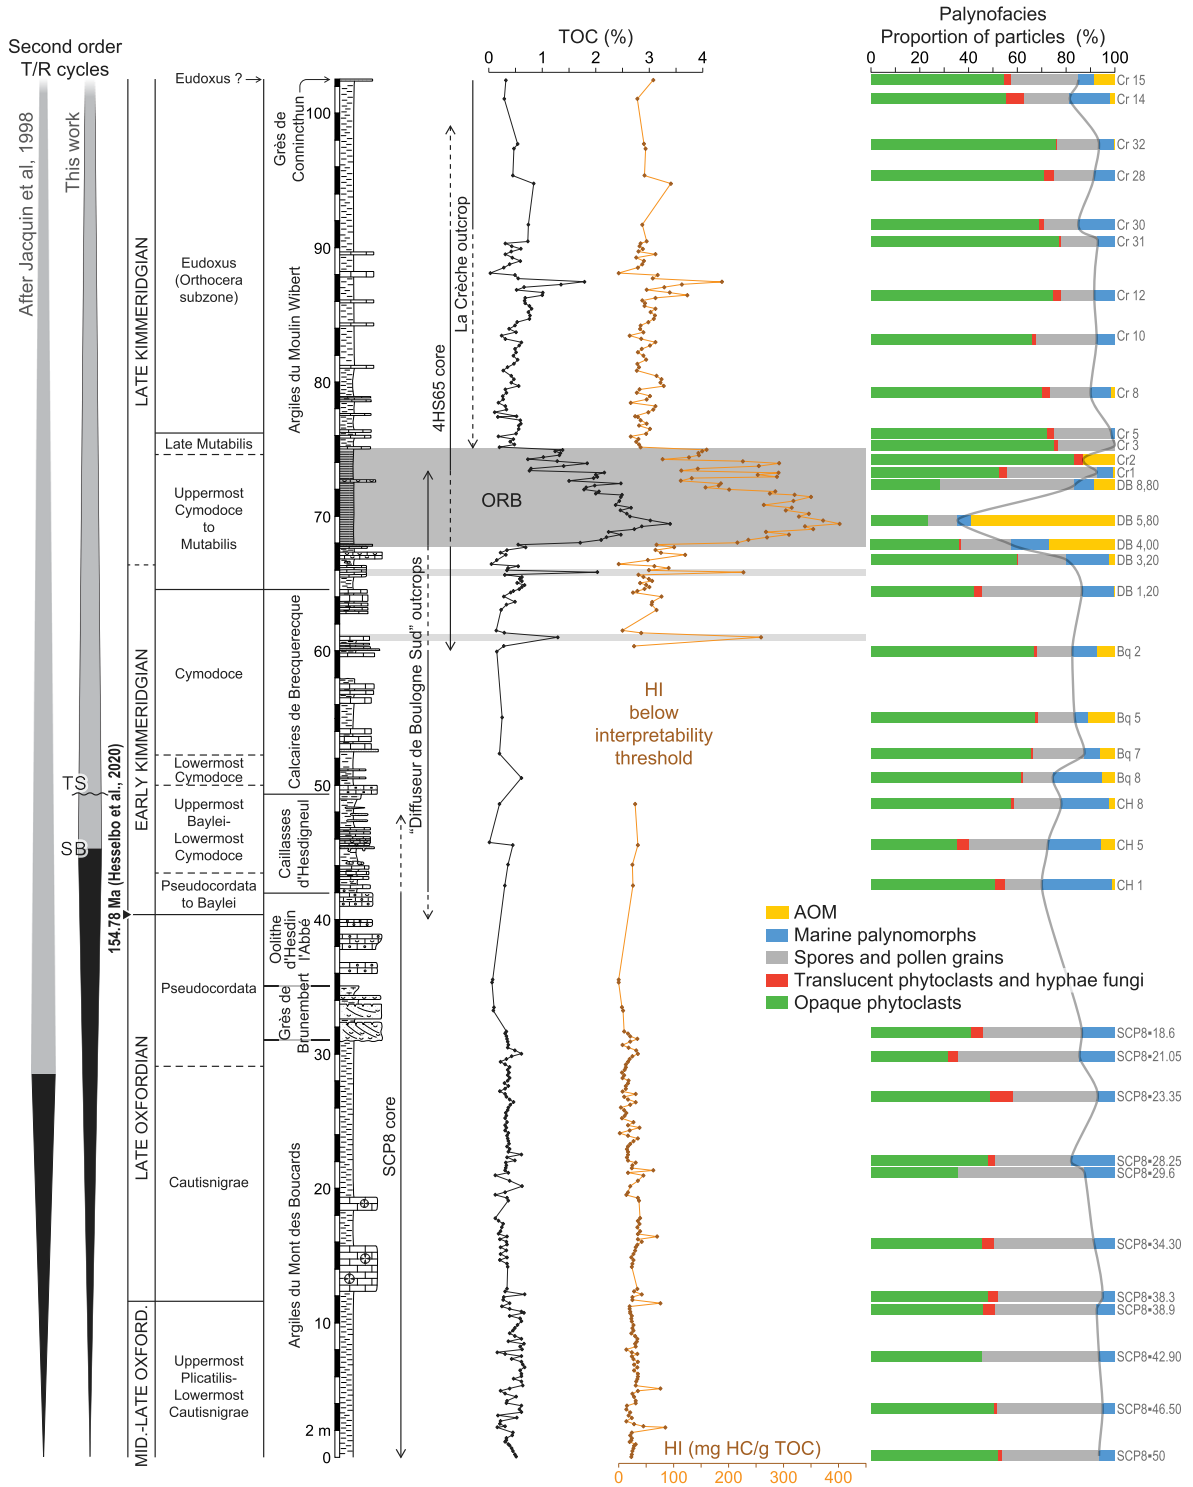 Palynofacies
Proportion of particles (%)
0 20 40 60 80 100
TOC (%)
0 1 2 3 4
Second order
T/R cycles
After Jacquin et al, 1998
This work
TS
SB
154.78 Ma (Hesselbo et al., 2020)
LATE KIMMERIDGIAN
EARLY KIMMERIDGIAN
LATE OXFORDIAN
MID.-LATE OXFORD.
Eudoxus ?
Eudoxus
(Orthocera
subzone)
Late Mutabilis
Uppermost
Cymodoce
to
Mutabilis
Cymodoce
Lowermost
Cymodoce
Uppermost
Baylei-
Lowermost
Cymodoce
Pseudocordata
to Baylei
Pseudocordata
Cautisnigrae
Uppermost
Plicatilis-
Lowermost
Cautisnigrae
Grès de
Connincthun
Argiles du Moulin Wibert
Calcaires de Brecquerecque
Caillasses
d'Hesdigneul
Oolithe
d'Hesdin
l'Abbé
Grès de
Brunembert
Argiles du Mont des Boucards
100
90
80
70
60
50
40
30
20
10
2 m
0
La Crèche outcrop
4HS65 core
“Diffuseur de Boulogne Sud” outcrops
SCP8 core
ORB
HI
below
interpretability
threshold
HI (mg HC/g TOC)
0 100 200 300 400
Cr 15
Cr 14
Cr 32
Cr 28
Cr 30
Cr 31
Cr 12
Cr 10
Cr 8
Cr 5
Cr 3
Cr2
Cr1
DB 8,80
DB 5,80
DB 4,00
DB 3,20
DB 1,20
Bq 2
Bq 5
Bq 7
Bq 8
CH 8
CH 5
CH 1
AOM
Marine palynomorphs
Spores and pollen grains
Translucent phytoclasts and hyphae fungi
Opaque phytoclasts
SCP8▪18.6
SCP8▪21.05
SCP8▪23.35
SCP8▪28.25
SCP8▪29.6
SCP8▪34.30
SCP8▪38.3
SCP8▪38.9
SCP8▪42.90
SCP8▪46.50
SCP8▪50